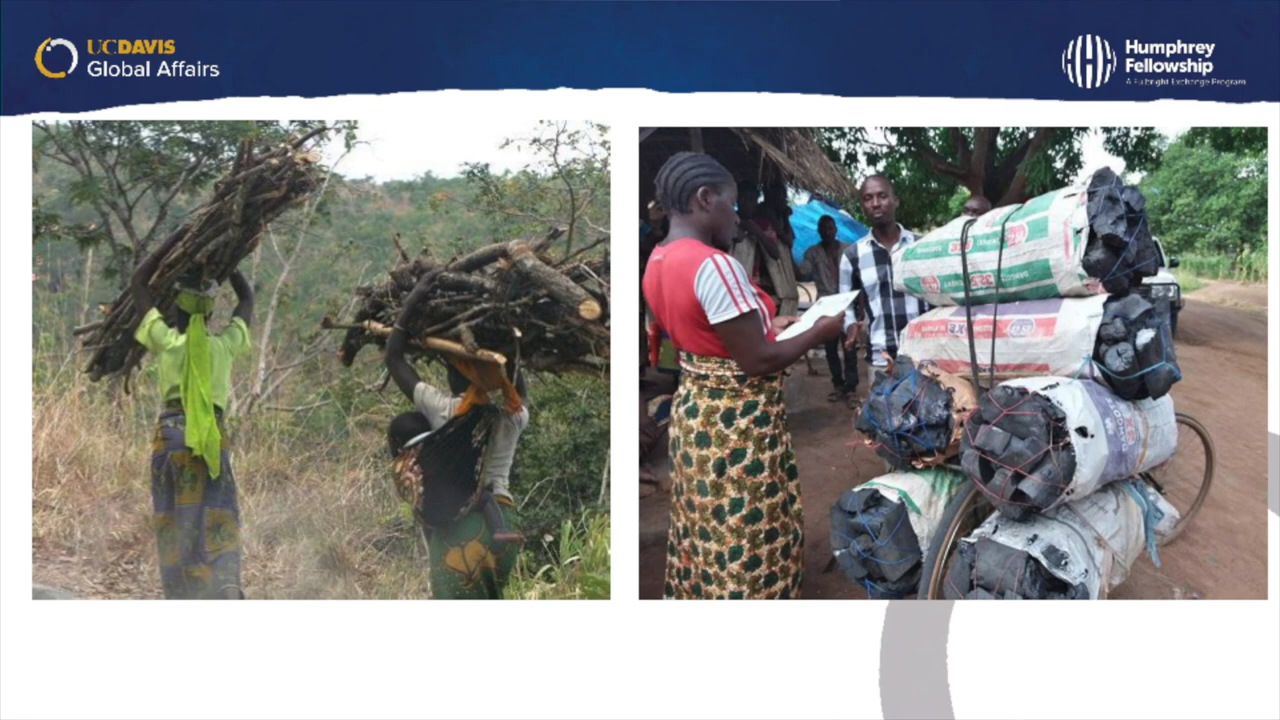 UCDAVIS
Global Affairs
Humphrey
Fellowship
A Fulbright Exchange Program